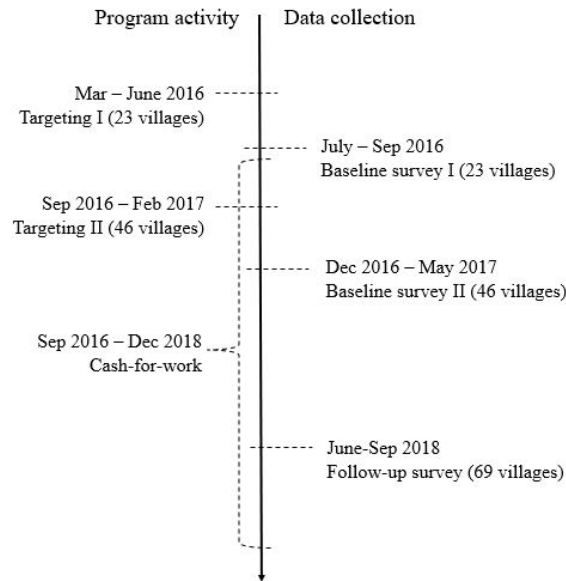 Program activity
Data collection
Mar – June 2016
Targeting I (23 villages)
July – Sep 2016
Baseline survey I (23 villages)
Sep 2016 – Feb 2017
Targeting II (46 villages)
Dec 2016 – May 2017
Baseline survey II (46 villages)
Sep 2016 – Dec 2018
Cash-for-work
June-Sep 2018
Follow-up survey (69 villages)